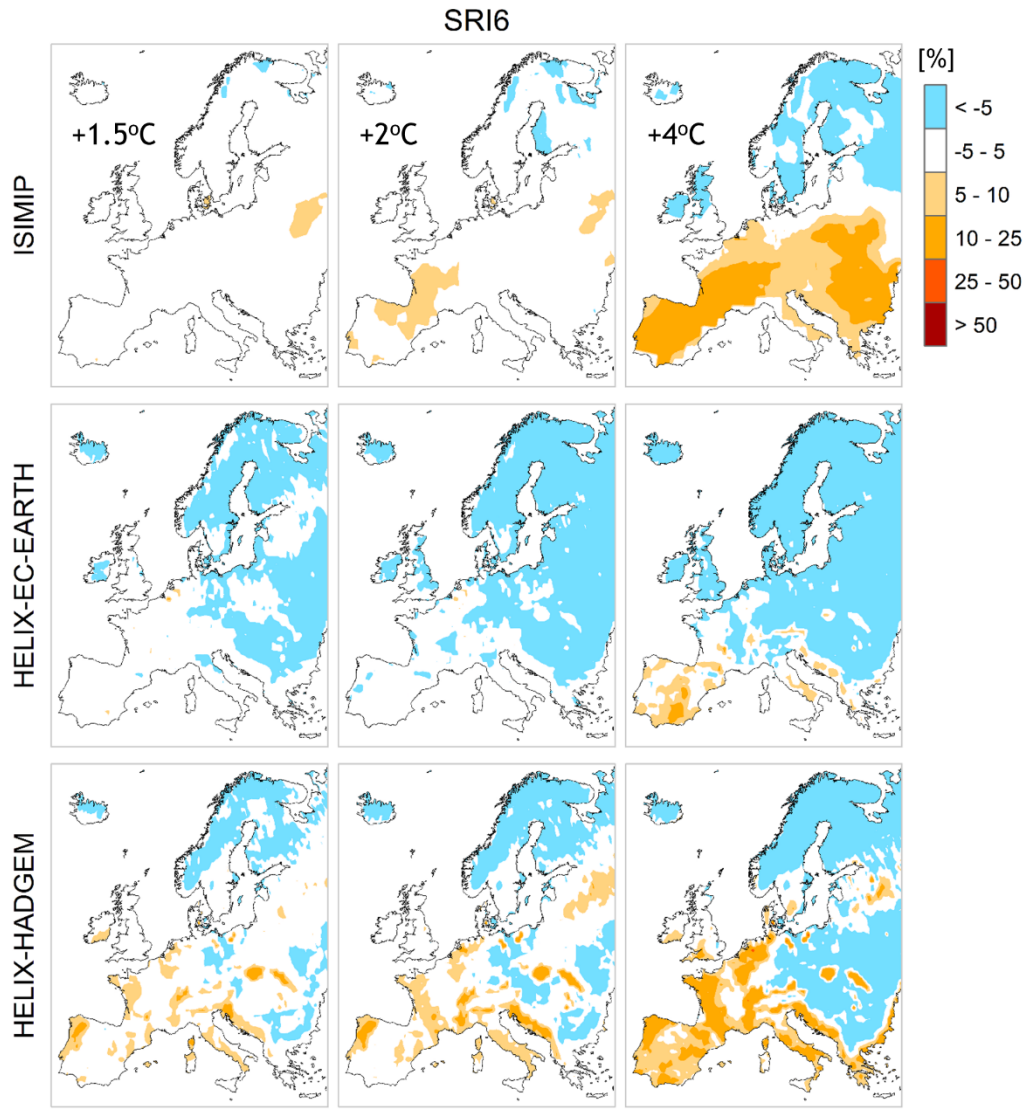 SRI6
[%]
< -5
-5 - 5
5 - 10
10 - 25
25 - 50
> 50
+1.5°C
+2°C
+4°C
ISIMIP
HELIX-EC-EARTH
HELIX-HADGEM